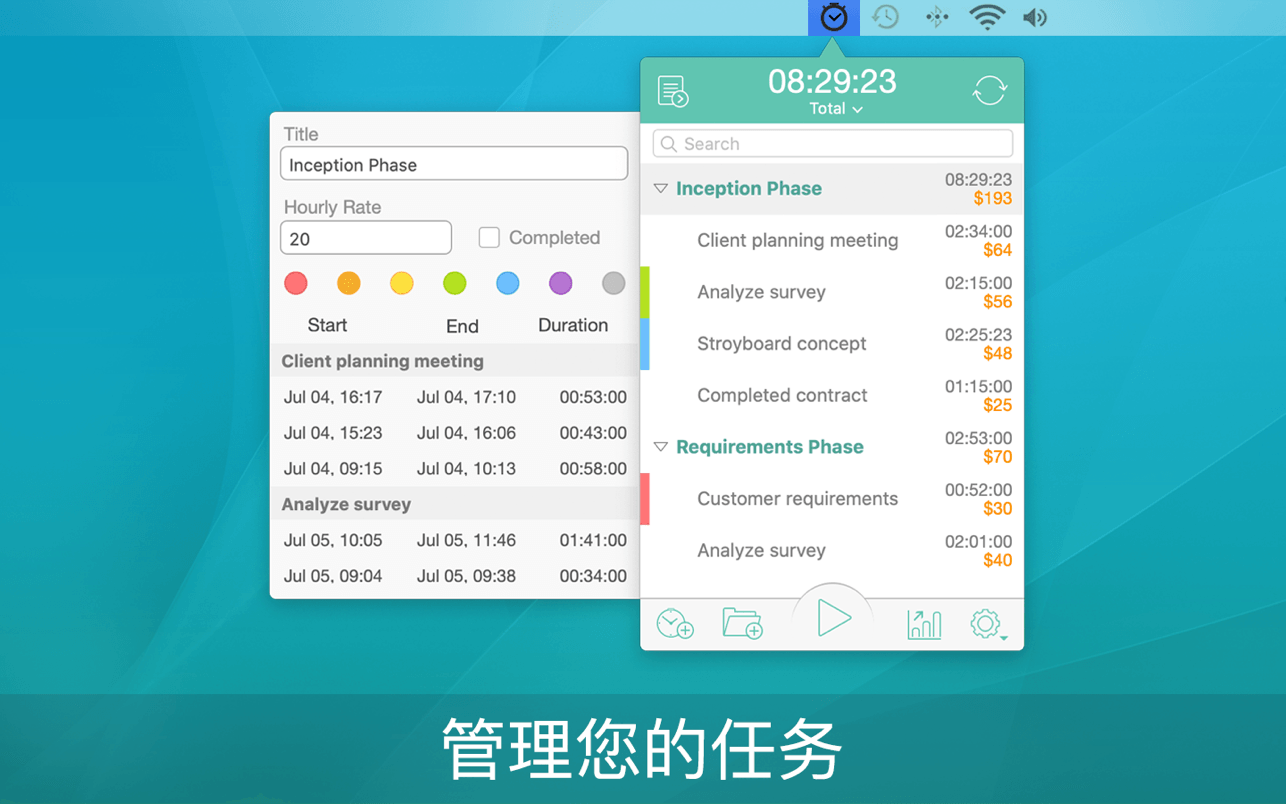 08:29:23
Total
Search
Title
Inception Phase
Hourly Rate
20
Completed
Start End Duration
Client planning meeting
Jul 04, 16:17 Jul 04, 17:10 00:53:00
Jul 04, 15:23 Jul 04, 16:06 00:43:00
Jul 04, 09:15 Jul 04, 10:13 00:58:00
Analyze survey
Jul 05, 10:05 Jul 05, 11:46 01:41:00
Jul 05, 09:04 Jul 05, 09:38 00:34:00
Inception Phase 08:29:23
$193
Client planning meeting 02:34:00
$64
Analyze survey 02:15:00
$56
Stroyboard concept 02:25:23
$48
Completed contract 01:15:00
$25
Requirements Phase 02:53:00
$70
Customer requirements 00:52:00
$30
Analyze survey 02:01:00
$40
管理您的任务